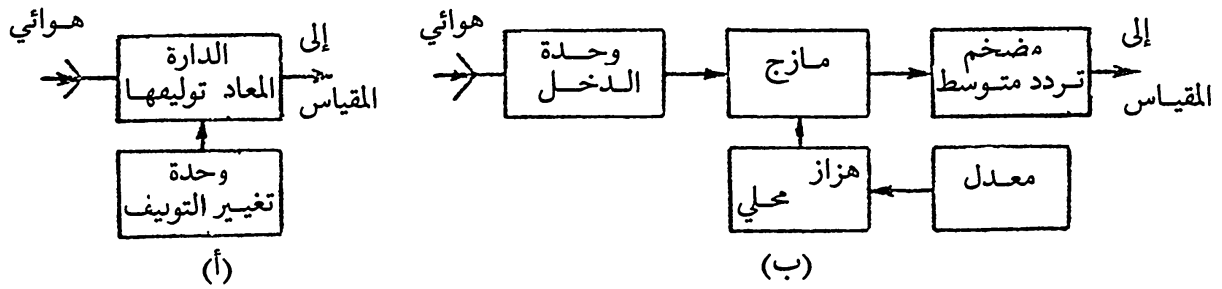 هوائي
الدارة
المعاد توليفها
إلى
المقياس
وحدة
تغيير التوليف
(أ)
هوائي
وحدة
الدخل
مازج
مضخم
تردد متوسط
إلى
المقياس
هزاز
محلي
معدل
(ب)